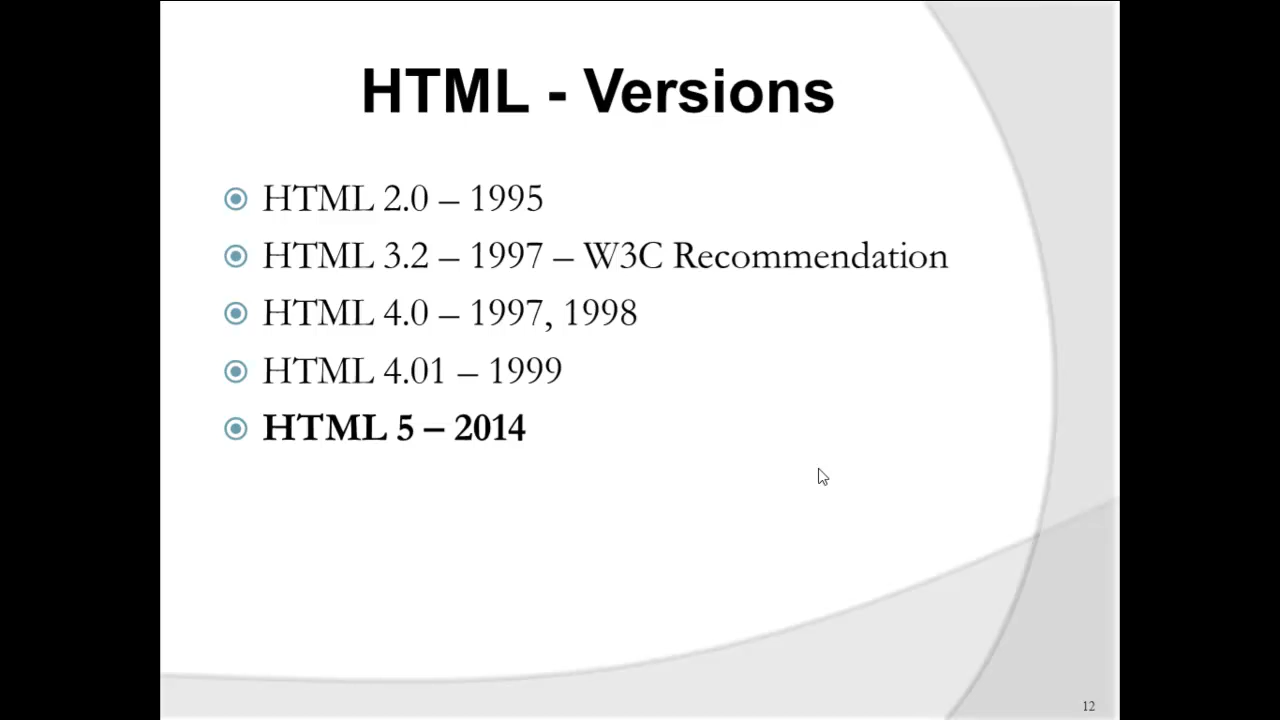 HTML - Versions
HTML 2.0 – 1995
HTML 3.2 – 1997 – W3C Recommendation
HTML 4.0 – 1997, 1998
HTML 4.01 – 1999
HTML 5 – 2014
12